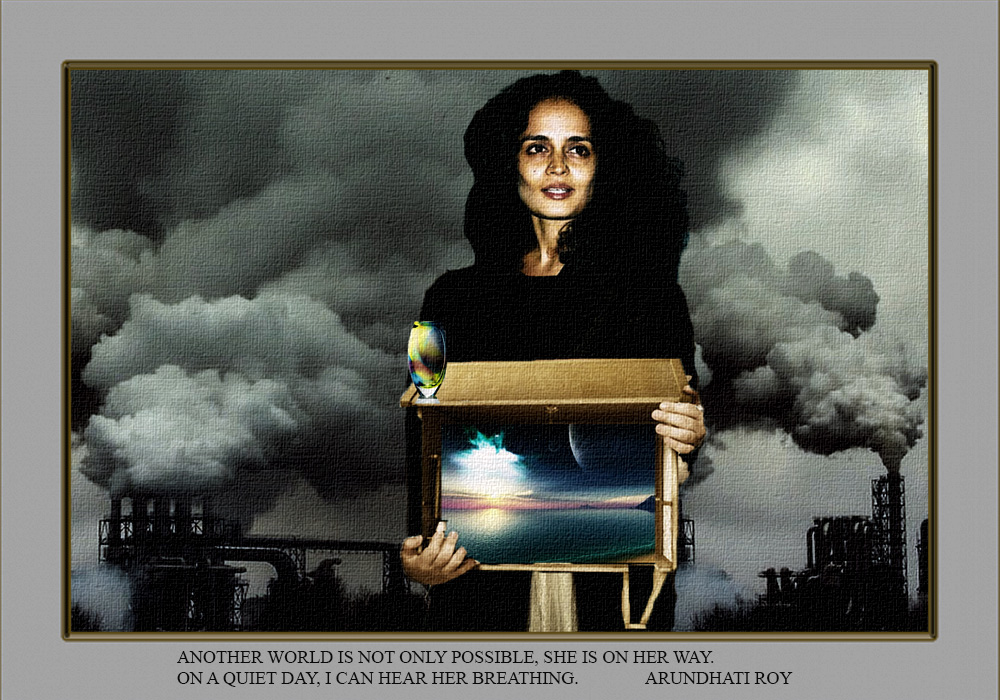 ANOTHER WORLD IS NOT ONLY POSSIBLE, SHE IS ON HER WAY.
ON A QUIET DAY, I CAN HEAR HER BREATHING. ARUNDHATI ROY